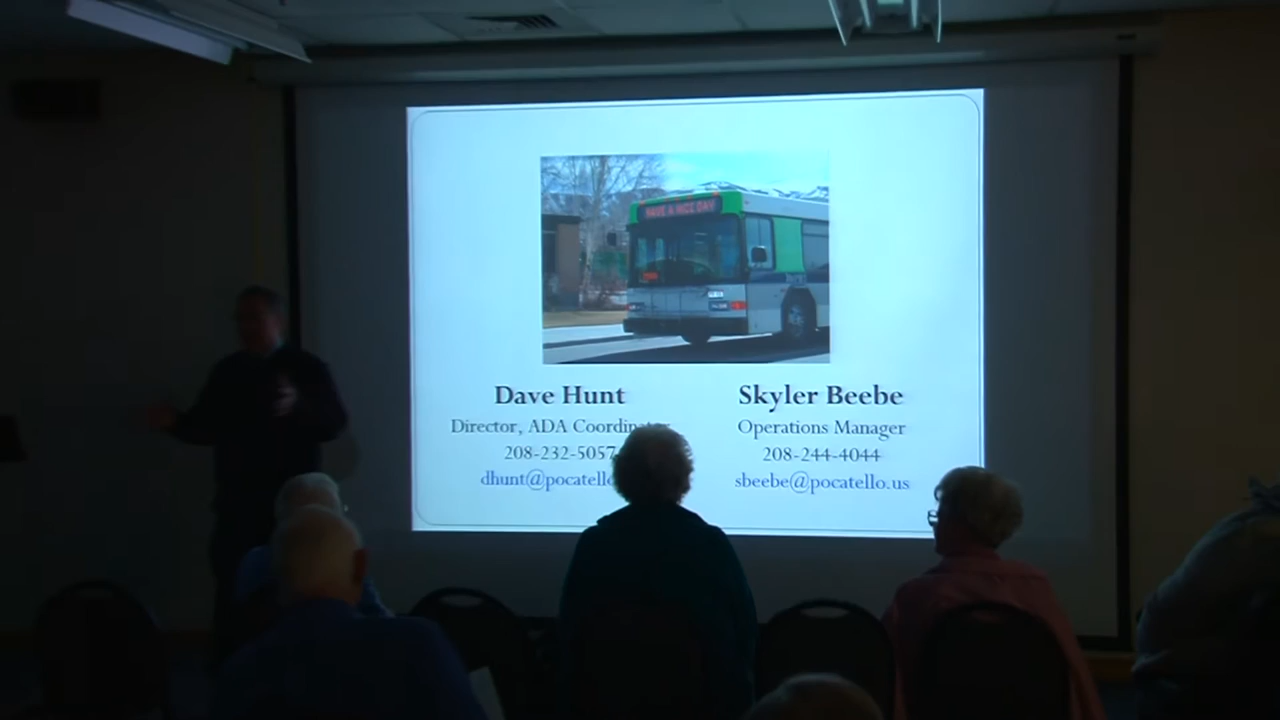 HAVE A NICE DAY
Dave Hunt
Director, ADA
208-232-5057
Skyler Beebe
Operations Manager
208-244-4044
sbeebe@pocatello.us